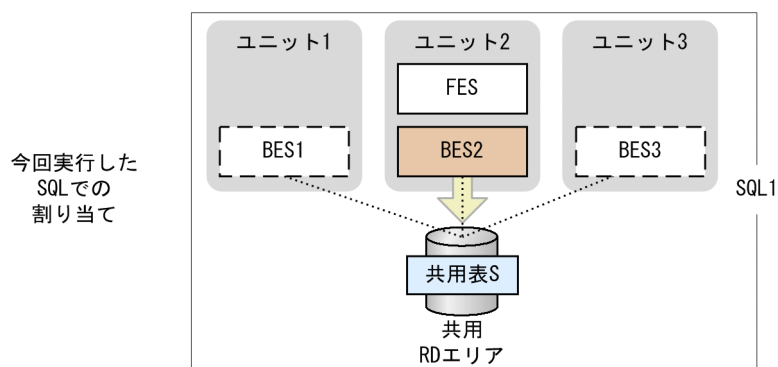 ユニット1
ユニット2
ユニット3
FES
BES1
BES2
BES3
今回実行した
SQLでの
割り当て
SQL1
共用表S
共用
RDエリア